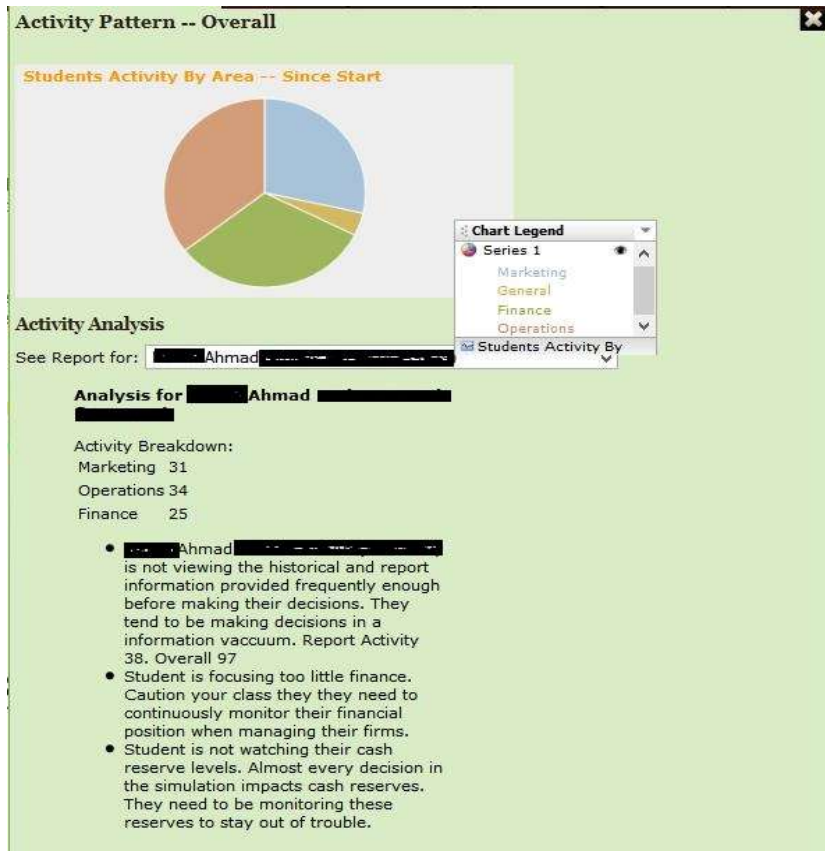 Activity Pattern -- Overall
Students Activity By Area -- Since Start
Chart Legend
Series 1
Marketing
General
Finance
Operations
Students Activity By
Activity Analysis
See Report for: Ahmad
Analysis for Ahmad
Activity Breakdown:
Marketing 31
Operations 34
Finance 25
Ahmad
is not viewing the historical and report
information provided frequently enough
before making their decisions. They
tend to be making decisions in a
information vaccuum. Report Activity
38. Overall 97
Student is focusing too little finance.
Caution your class they they need to
continuously monitor their financial
position when managing their firms.
Student is not watching their cash
reserve levels. Almost every decision in
the simulation impacts cash reserves.
They need to be monitoring these
reserves to stay out of trouble.